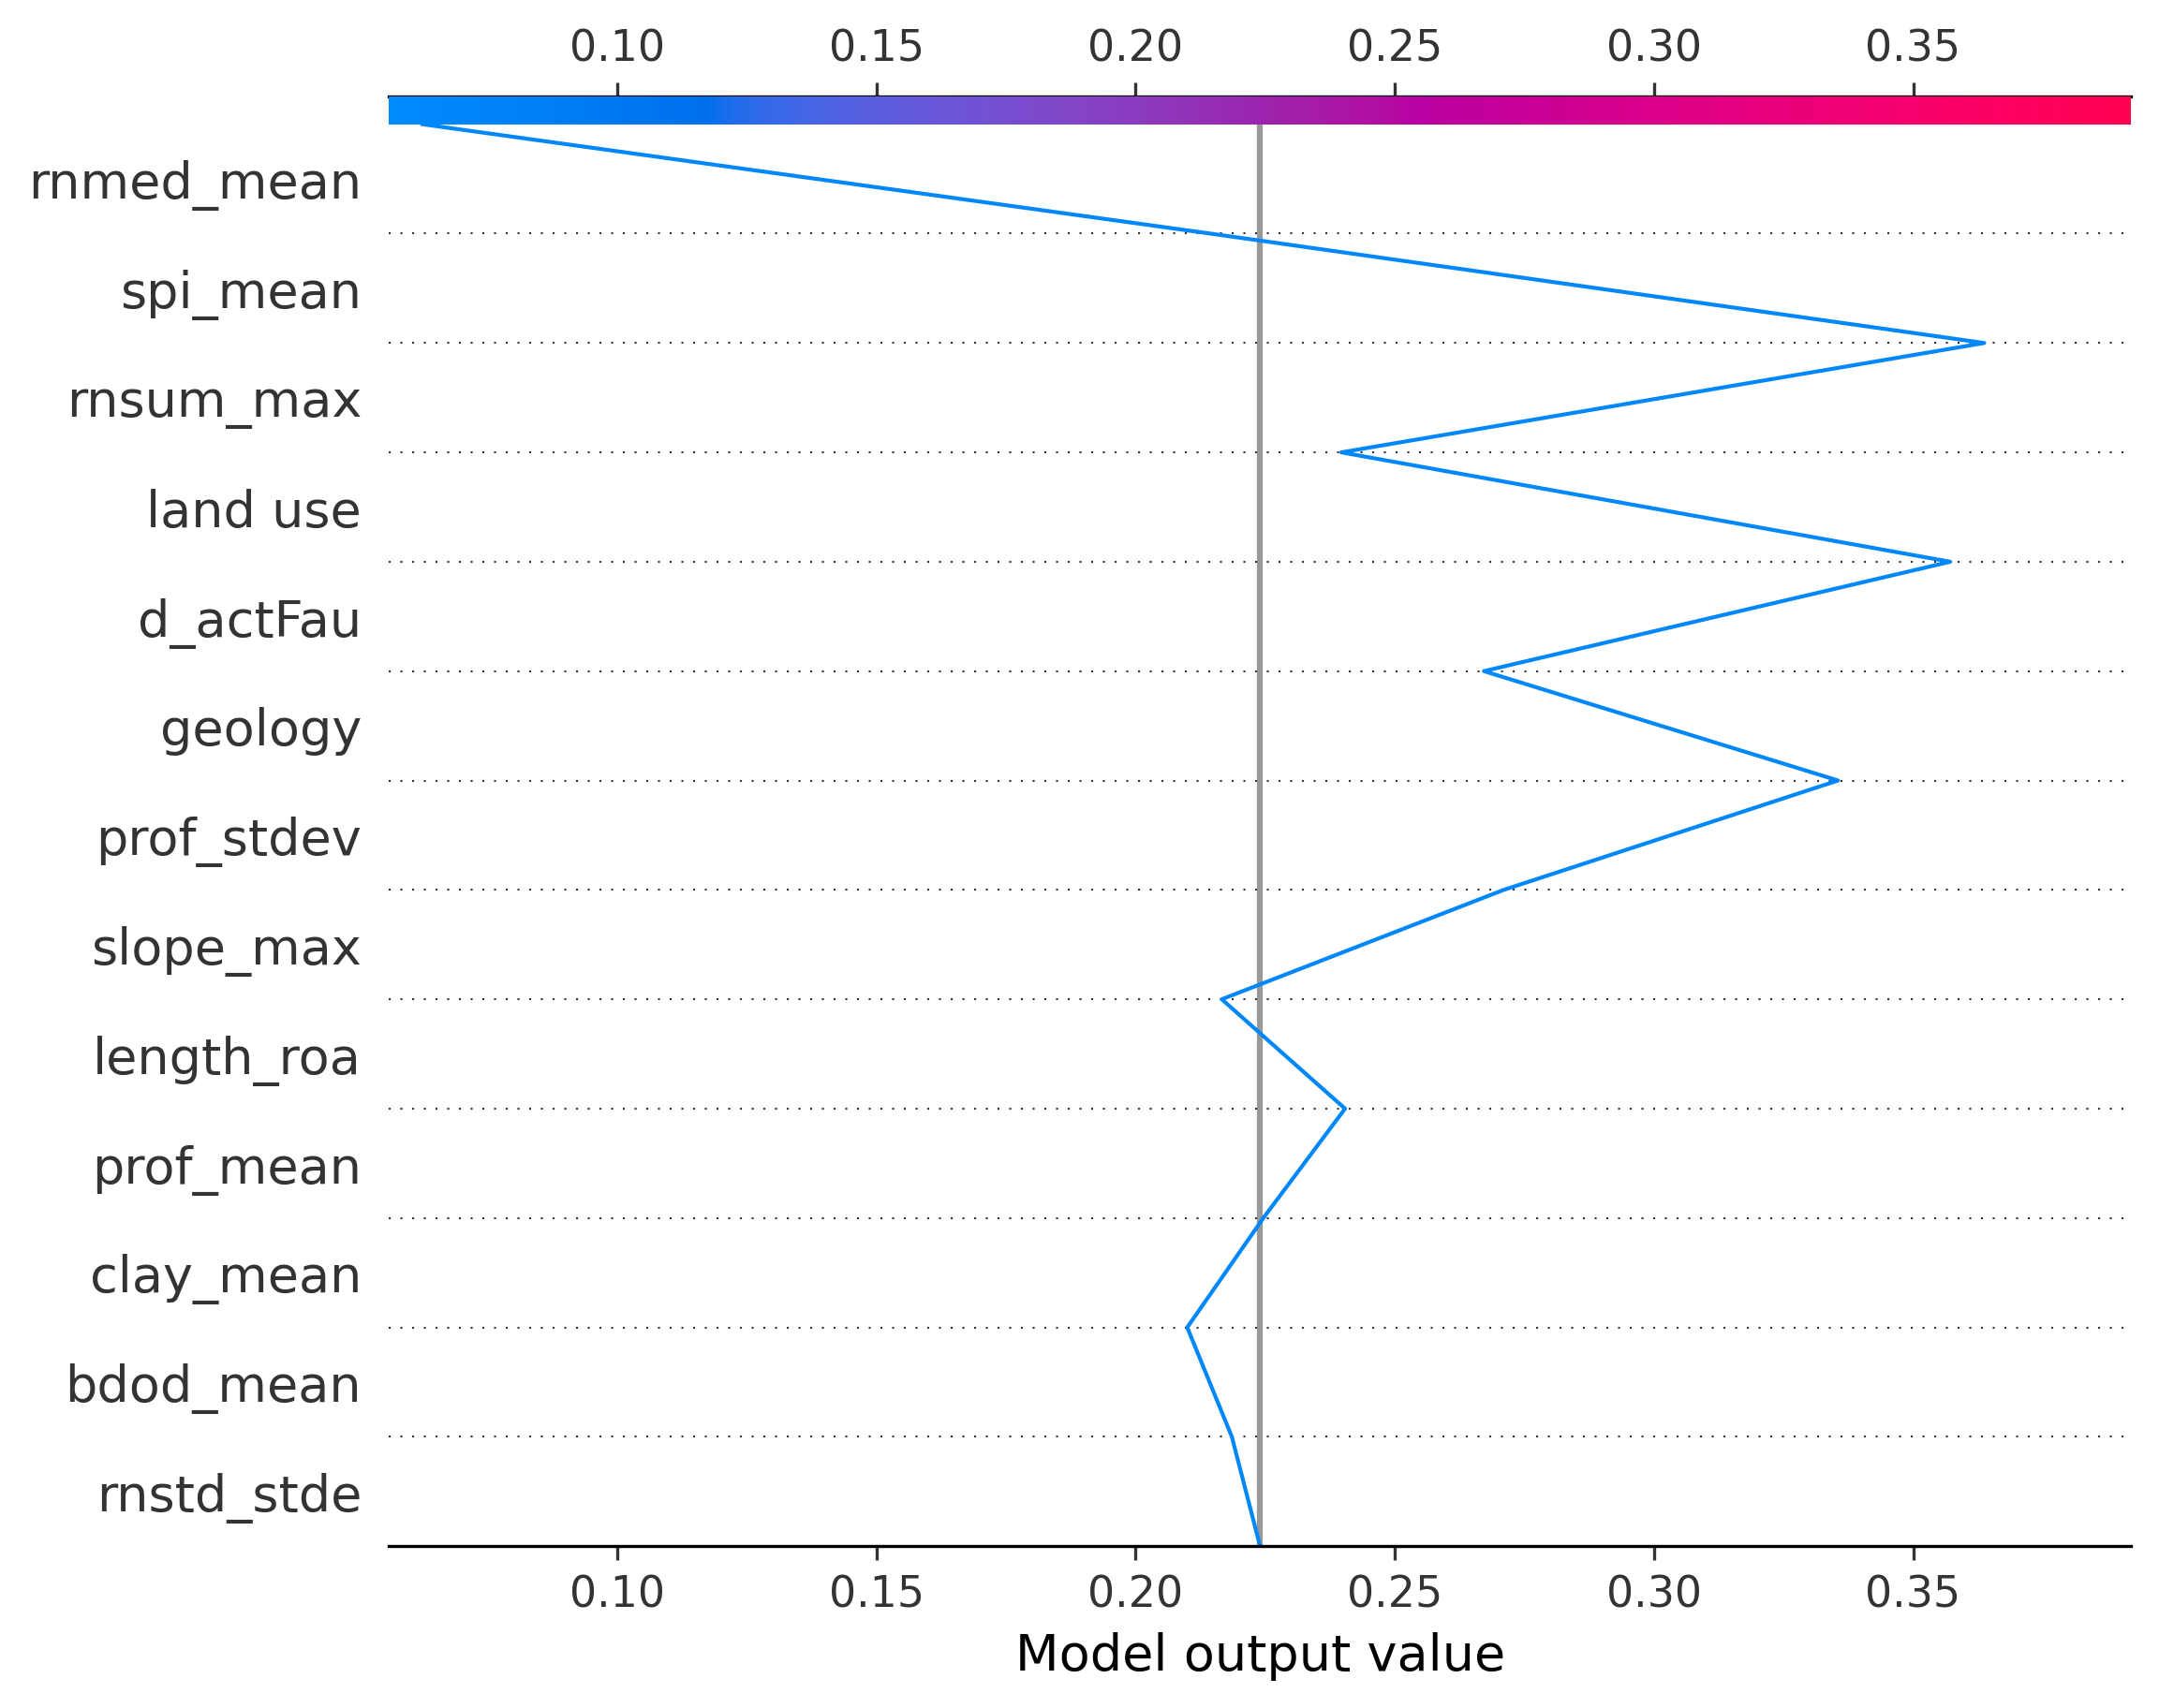 0.10 0.15 0.20 0.25 0.30 0.35
rnmed_mean
spi_mean
rnsum_max
land use
d_actFau
geology
prof_stdev
slope_max
length_roa
prof_mean
clay_mean
bdod_mean
rnstd_stde
0.10 0.15 0.20 0.25 0.30 0.35
Model output value